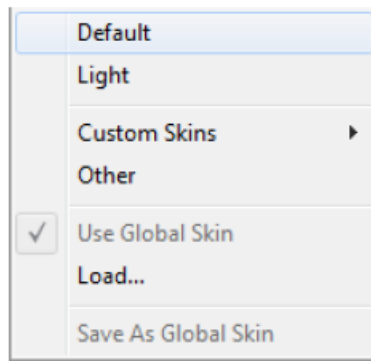 Default
Light
Custom Skins
Other
Use Global Skin
Load...
Save As Global Skin